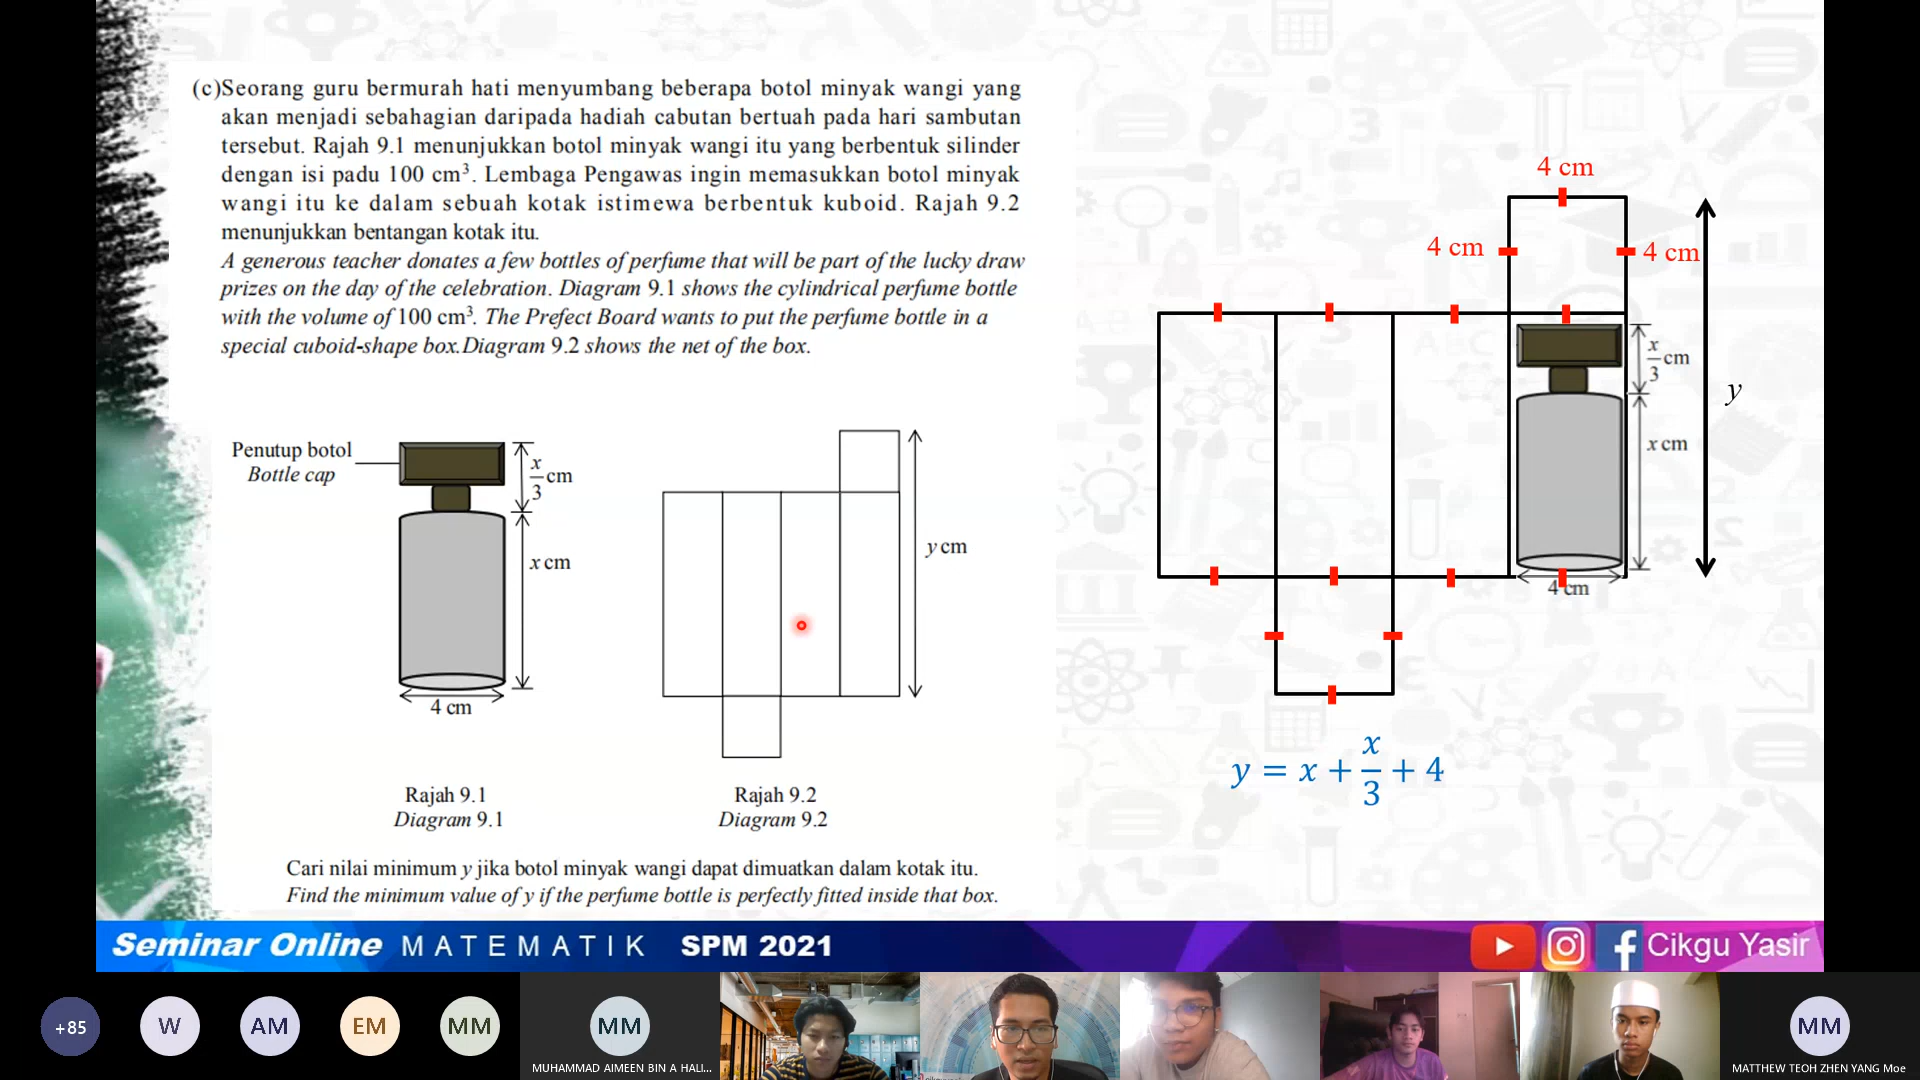 (c)Seorang guru bermurah hati menyumbang beberapa botol minyak wangi yang
akan menjadi sebahagian daripada hadiah cabutan bertuah pada hari sambutan
tersebut. Rajah 9.1 menunjukkan botol minyak wangi itu yang berbentuk silinder
dengan isi padu 100 cm³. Lembaga Pengawas ingin memasukkan botol minyak
wangi itu ke dalam sebuah kotak istimewa berbentuk kuboid. Rajah 9.2
menunjukkan bentangan kotak itu.
A generous teacher donates a few bottles of perfume that will be part of the lucky draw
prizes on the day of the celebration. Diagram 9.1 shows the cylindrical perfume bottle
with the volume of 100 cm³. The Prefect Board wants to put the perfume bottle in a
special cuboid-shape box.Diagram 9.2 shows the net of the box.
Penutup botol
Bottle cap
x/3 cm
x cm
4 cm
y cm
Rajah 9.1
Diagram 9.1
Rajah 9.2
Diagram 9.2
Cari nilai minimum y jika botol minyak wangi dapat dimuatkan dalam kotak itu.
Find the minimum value of y if the perfume bottle is perfectly fitted inside that box.
4 cm
4 cm
4 cm
x/3 cm
y
x cm
4 cm
y = x + x/3 + 4
Seminar Online MATEMATIK SPM 2021
Cikgu Yasir
+85
W
AM
EM
MM
MM
MUHAMMAD AIMEEN BIN A HALI...
MM
MATTHEW TEOH ZHEN YANG Moe